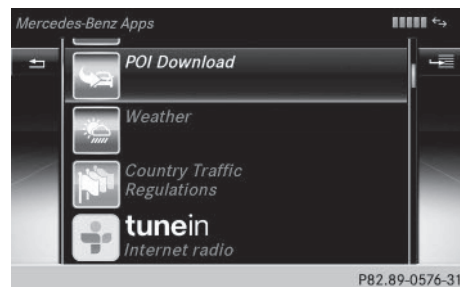 Mercedes-Benz Apps
POI Download
Weather
Country Traffic
Regulations
tunein
Internet radio
P82.89-0576-31